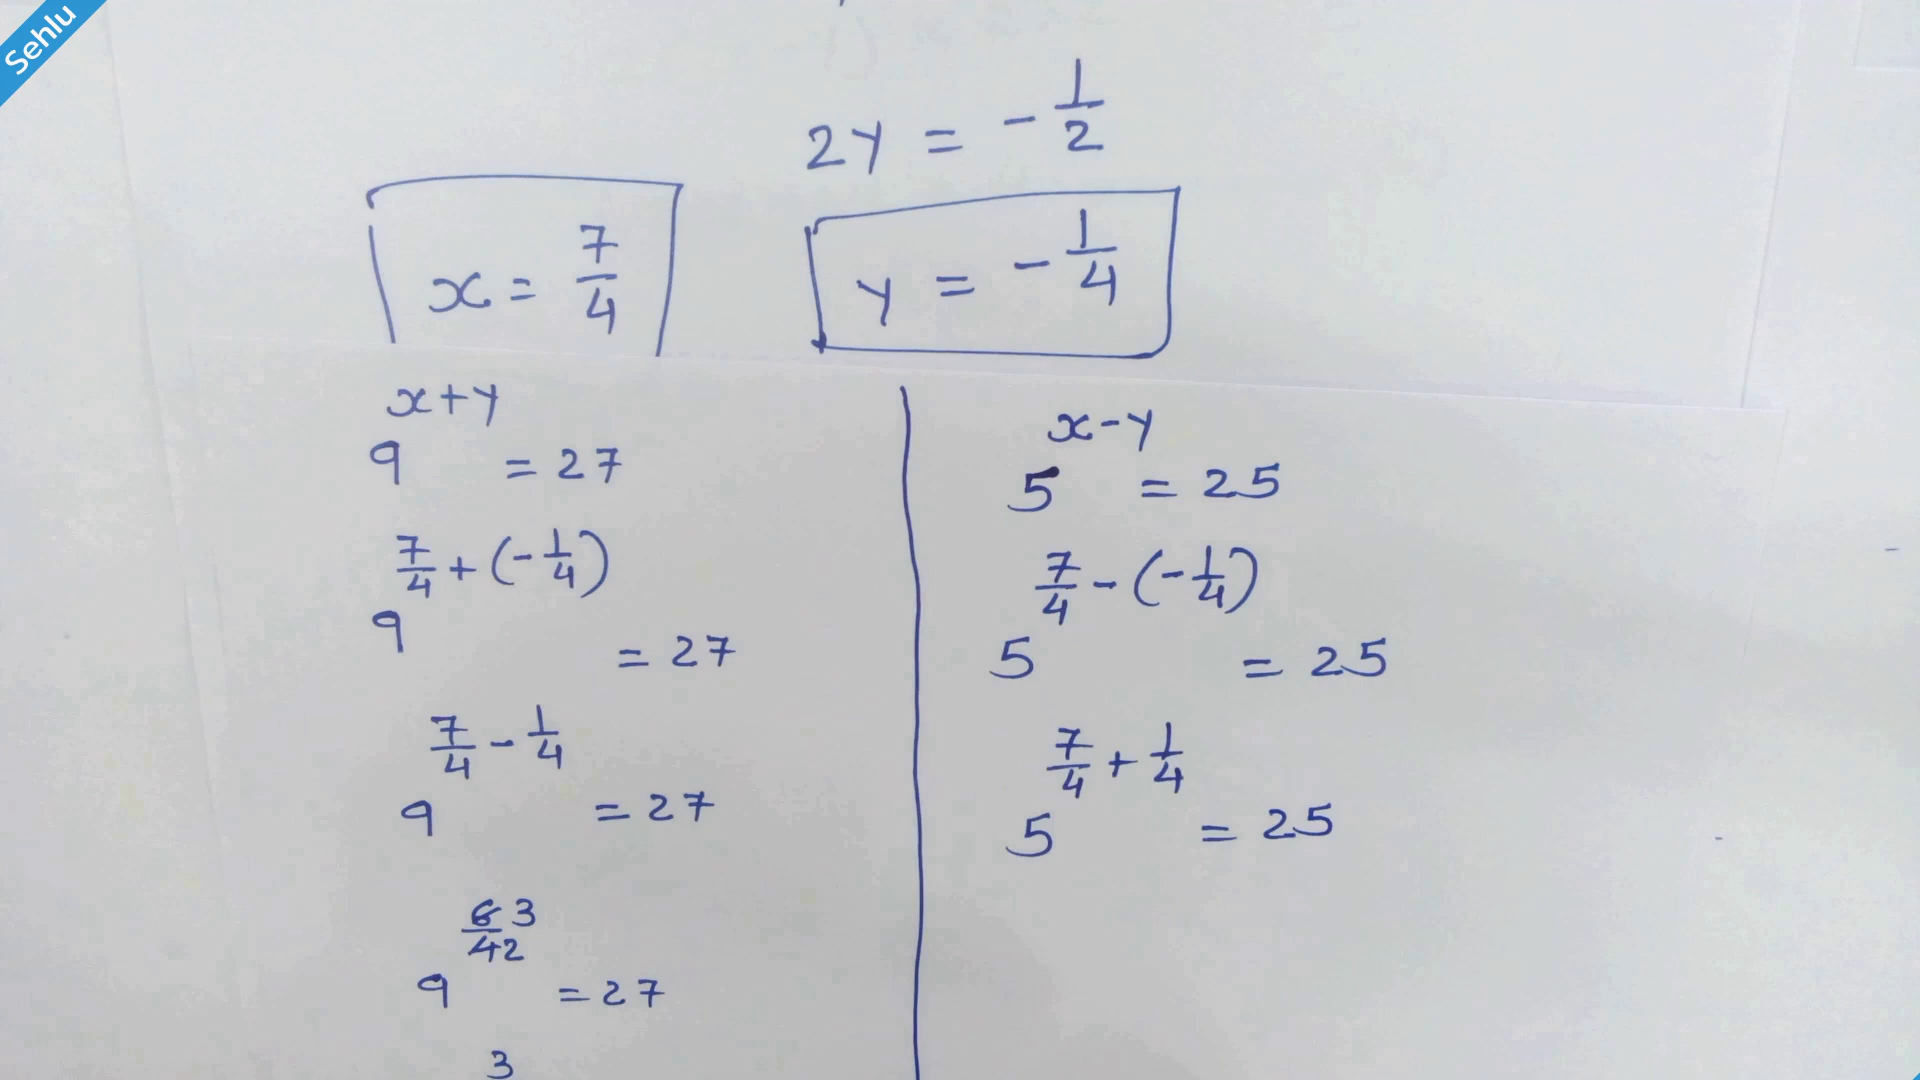 Sehlu
2y = -1/2
x = 7/4
y = -1/4
9^(x+y) = 27
9^(7/4 + (-1/4)) = 27
9^(7/4 - 1/4) = 27
9^(6/4 3/2) = 27
3
5^(x-y) = 25
5^(7/4 - (-1/4)) = 25
5^(7/4 + 1/4) = 25